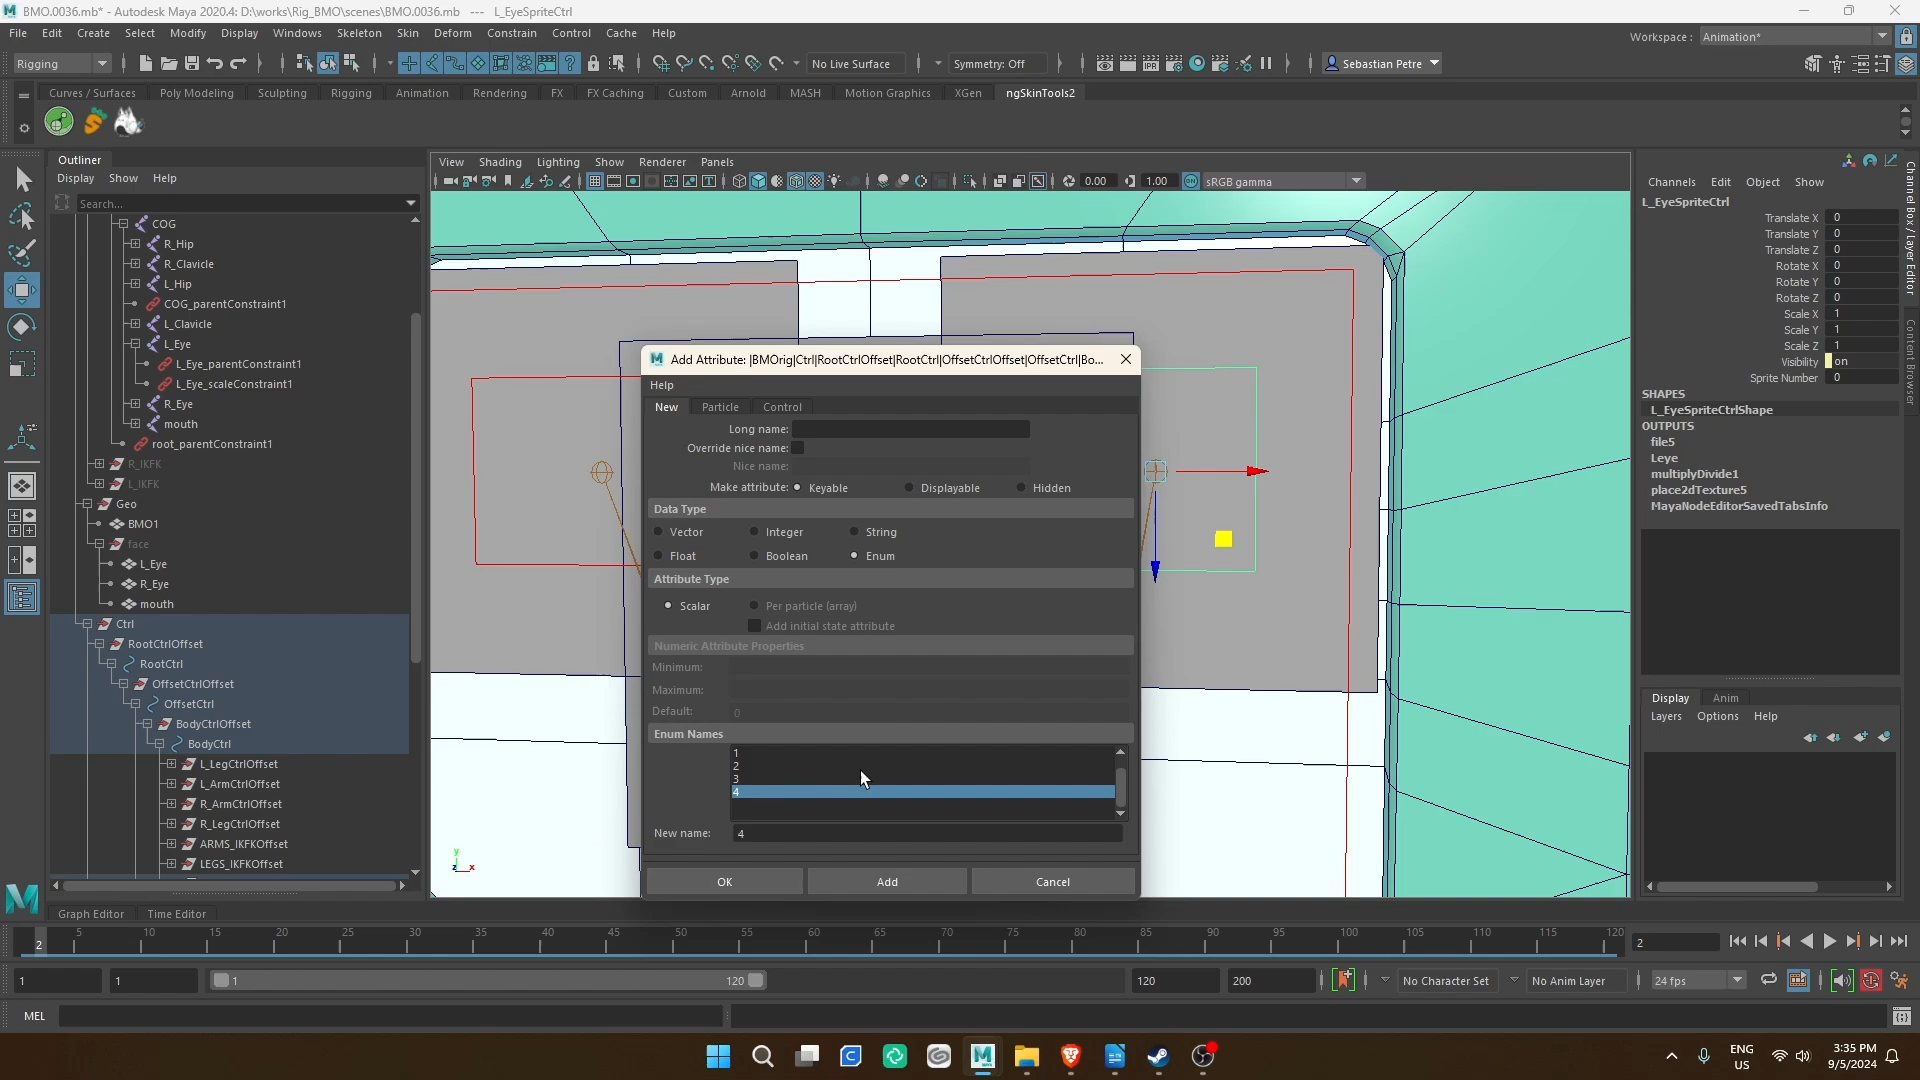 BMO.0036.mb* - Autodesk Maya 2020.4: D:\works\Rig_BMO\scenes\BMO.0036.mb --- L_EyeSpriteCtrl
File Edit Create Select Modify Display Windows Skeleton Skin Deform Constrain Control Cache Help
Workspace : Animation*
Rigging
No Live Surface
Symmetry: Off
IPR
Sebastian Petre
Curves / Surfaces Poly Modeling Sculpting Rigging Animation Rendering FX FX Caching Custom Arnold MASH Motion Graphics XGen ngSkinTools2
Outliner
Display Show Help
Search...
COG
R_Hip
R_Clavicle
L_Hip
COG_parentConstraint1
L_Clavicle
L_Eye
L_Eye_parentConstraint1
L_Eye_scaleConstraint1
R_Eye
mouth
root_parentConstraint1
R_IKFK
L_IKFK
Geo
BMO1
face
L_Eye
R_Eye
mouth
Ctrl
RootCtrlOffset
RootCtrl
OffsetCtrlOffset
OffsetCtrl
BodyCtrlOffset
BodyCtrl
L_LegCtrlOffset
L_ArmCtrlOffset
R_ArmCtrlOffset
R_LegCtrlOffset
ARMS_IKFKOffset
LEGS_IKFKOffset
View Shading Lighting Show Renderer Panels
0.00 1.00 sRGB gamma
Add Attribute: |BMOrig|Ctrl|RootCtrlOffset|RootCtrl|OffsetCtrlOffset|OffsetCtrl|Bo...
Help
New Particle Control
Long name:
Override nice name:
Nice name:
Make attribute: Keyable Displayable Hidden
Data Type
Vector Integer String
Float Boolean Enum
Attribute Type
Scalar Per particle (array)
Add initial state attribute
Numeric Attribute Properties
Minimum:
Maximum:
Default: 0
Enum Names
1
2
3
4
New name: 4
OK Add Cancel
y
z x
Channels Edit Object Show
L_EyeSpriteCtrl
Translate X 0
Translate Y 0
Translate Z 0
Rotate X 0
Rotate Y 0
Rotate Z 0
Scale X 1
Scale Y 1
Scale Z 1
Visibility on
Sprite Number 0
SHAPES
L_EyeSpriteCtrlShape
OUTPUTS
file5
Leye
multiplyDivide1
place2dTexture5
MayaNodeEditorSavedTabsInfo
Channel Box / Layer Editor
Content Browser
Display Anim
Layers Options Help
Graph Editor Time Editor
2 5 10 15 20 25 30 35 40 45 50 55 60 65 70 75 80 85 90 95 100 105 110 115 120
2
1 1 1 120 120 200 No Character Set No Anim Layer 24 fps
MEL
ENG
US
3:35 PM
9/5/2024